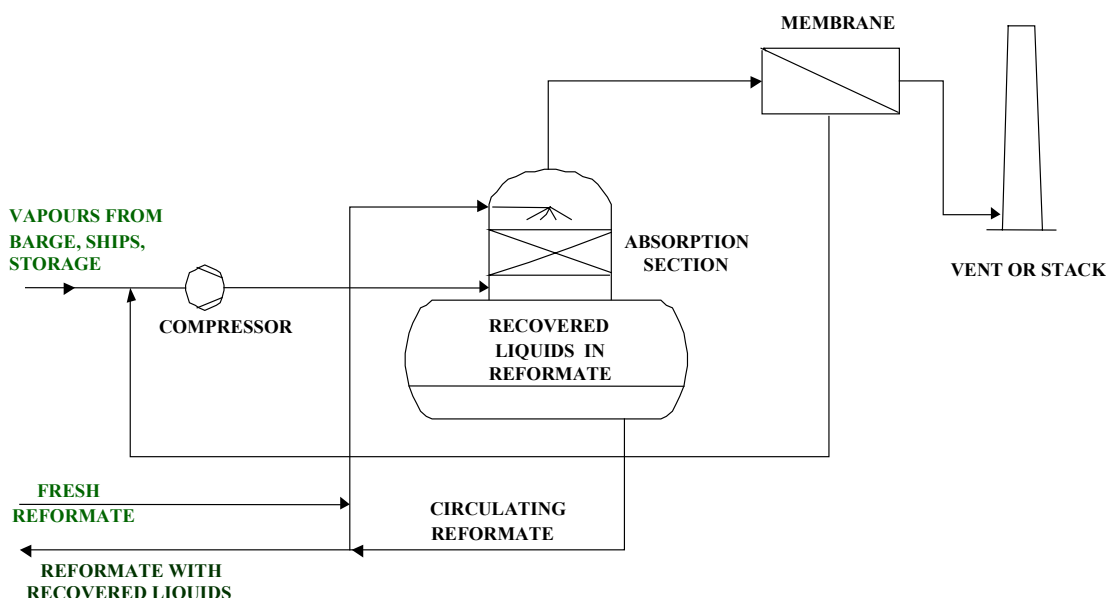 MEMBRANE
VAPOURS FROM
BARGE, SHIPS,
STORAGE
ABSORPTION
SECTION
VENT OR STACK
COMPRESSOR
RECOVERED
LIQUIDS IN
REFORMATE
FRESH
REFORMATE
CIRCULATING
REFORMATE
REFORMATE WITH
RECOVERED LIQUIDS